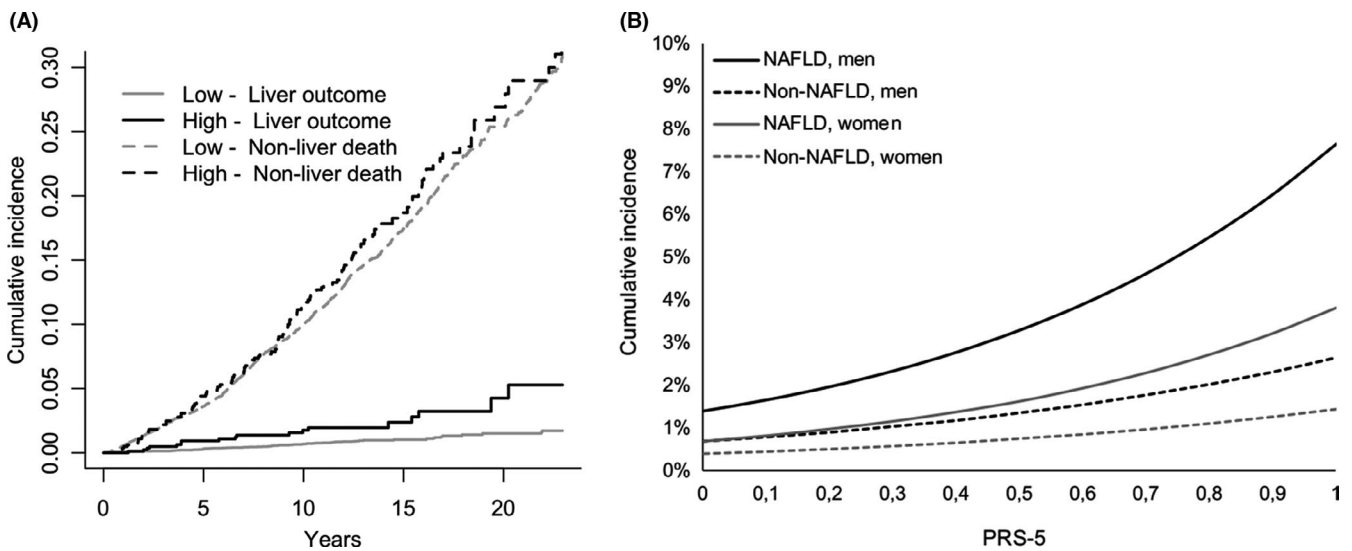 (A)
Cumulative incidence
0.30
0.25
0.20
0.15
0.10
0.05
0.00
Low - Liver outcome
High - Liver outcome
Low - Non-liver death
High - Non-liver death
0 5 10 15 20
Years
(B)
Cumulative incidence
10%
9%
8%
7%
6%
5%
4%
3%
2%
1%
0%
NAFLD, men
Non-NAFLD, men
NAFLD, women
Non-NAFLD, women
0 0,1 0,2 0,3 0,4 0,5 0,6 0,7 0,8 0,9 1
PRS-5